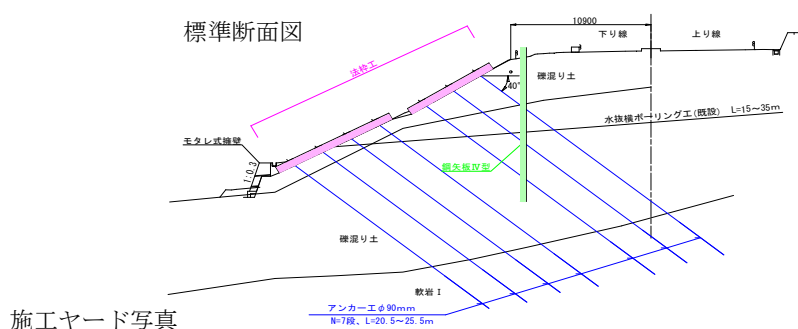 標準断面図
10900
下り線
上り線
法枠工
40°
礫混り土
水抜横ボーリング工(既設) L=15～35m
モタレ式擁壁
1:0.3
鋼矢板Ⅳ型
礫混り土
軟岩Ⅰ
アンカー工φ90mm
N=7段、L=20.5～25.5m
施工ヤード写真